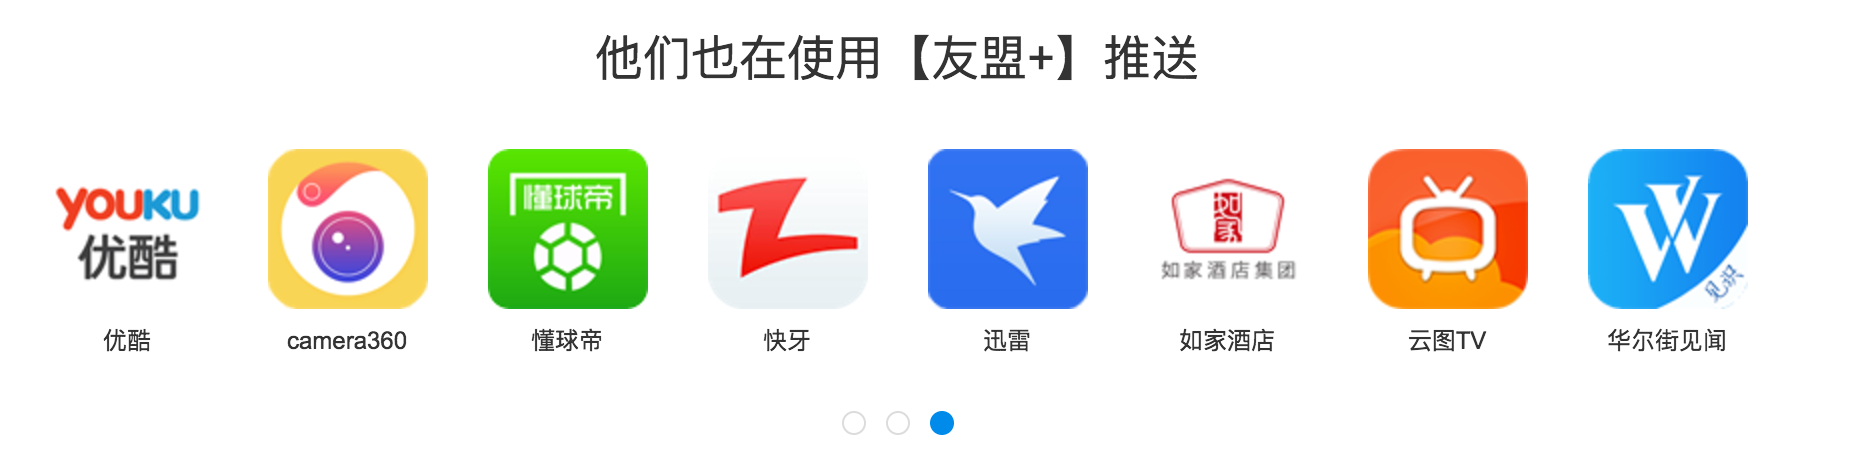 他们也在使用【友盟+】推送
YOUKU
优酷
懂球帝
如家
如家酒店集团
见识
优酷
camera360
懂球帝
快牙
迅雷
如家酒店
云图TV
华尔街见闻